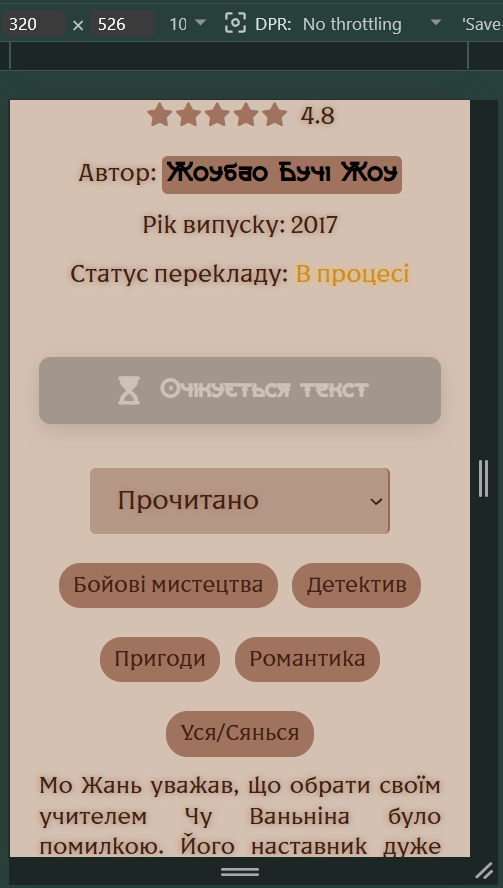 320 × 526 10 DPR: No throttling 'Save-
4.8
Автор: Жоубао Бучі Жоу
Рік випуску: 2017
Статус перекладу: В процесі
Очікується текст
Прочитано
Бойові мистецтва Детектив
Пригоди Романтика
Уся/Сянься
Мо Жань уважав, що обрати своїм
учителем Чу Ваньніна було
помилкою. Його наставник дуже